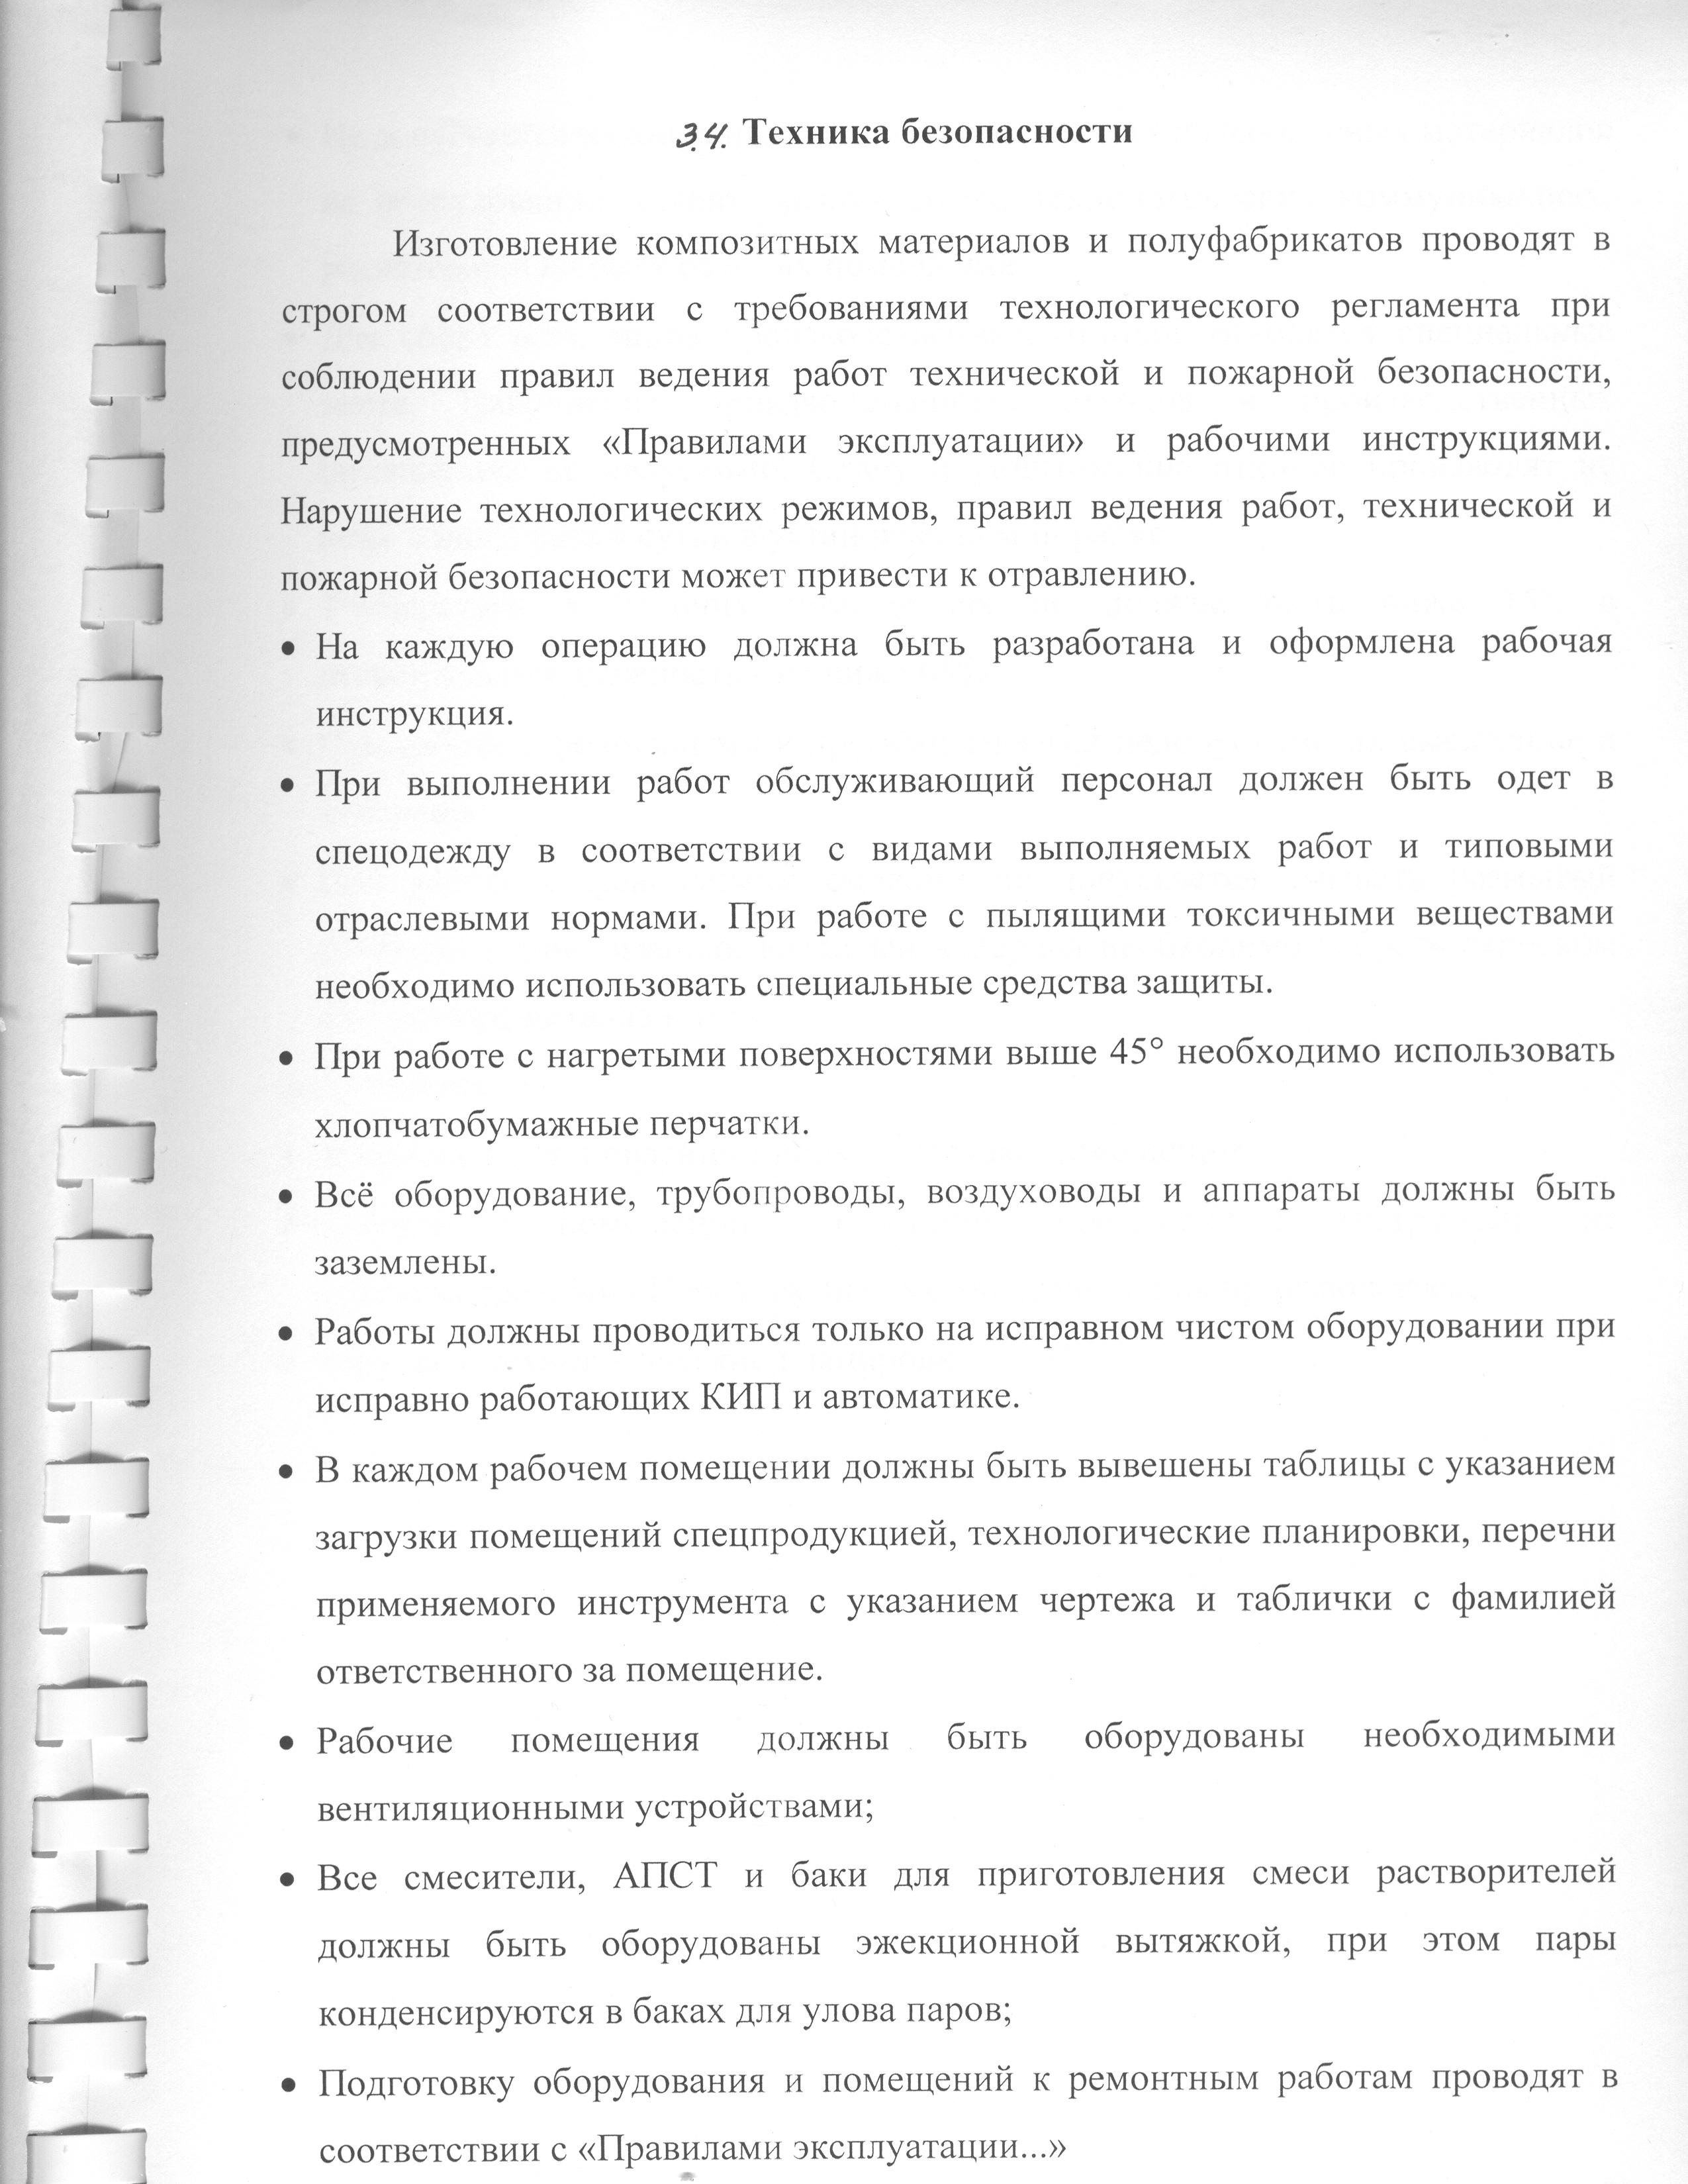 3.4. Техника безопасности
Изготовление композитных материалов и полуфабрикатов проводят в
строгом соответствии с требованиями технологического регламента при
соблюдении правил ведения работ технической и пожарной безопасности,
предусмотренных «Правилами эксплуатации» и рабочими инструкциями.
Нарушение технологических режимов, правил ведения работ, технической и
пожарной безопасности может привести к отравлению.
• На каждую операцию должна быть разработана и оформлена рабочая
инструкция.
• При выполнении работ обслуживающий персонал должен быть одет в
спецодежду в соответствии с видами выполняемых работ и типовыми
отраслевыми нормами. При работе с пылящими токсичными веществами
необходимо использовать специальные средства защиты.
• При работе с нагретыми поверхностями выше 45° необходимо использовать
хлопчатобумажные перчатки.
• Всё оборудование, трубопроводы, воздуховоды и аппараты должны быть
заземлены.
• Работы должны проводиться только на исправном чистом оборудовании при
исправно работающих КИП и автоматике.
• В каждом рабочем помещении должны быть вывешены таблицы с указанием
загрузки помещений спецпродукцией, технологические планировки, перечни
применяемого инструмента с указанием чертежа и таблички с фамилией
ответственного за помещение.
• Рабочие помещения должны быть оборудованы необходимыми
вентиляционными устройствами;
• Все смесители, АПСТ и баки для приготовления смеси растворителей
должны быть оборудованы эжекционной вытяжкой, при этом пары
конденсируются в баках для улова паров;
• Подготовку оборудования и помещений к ремонтным работам проводят в
соответствии с «Правилами эксплуатации...»